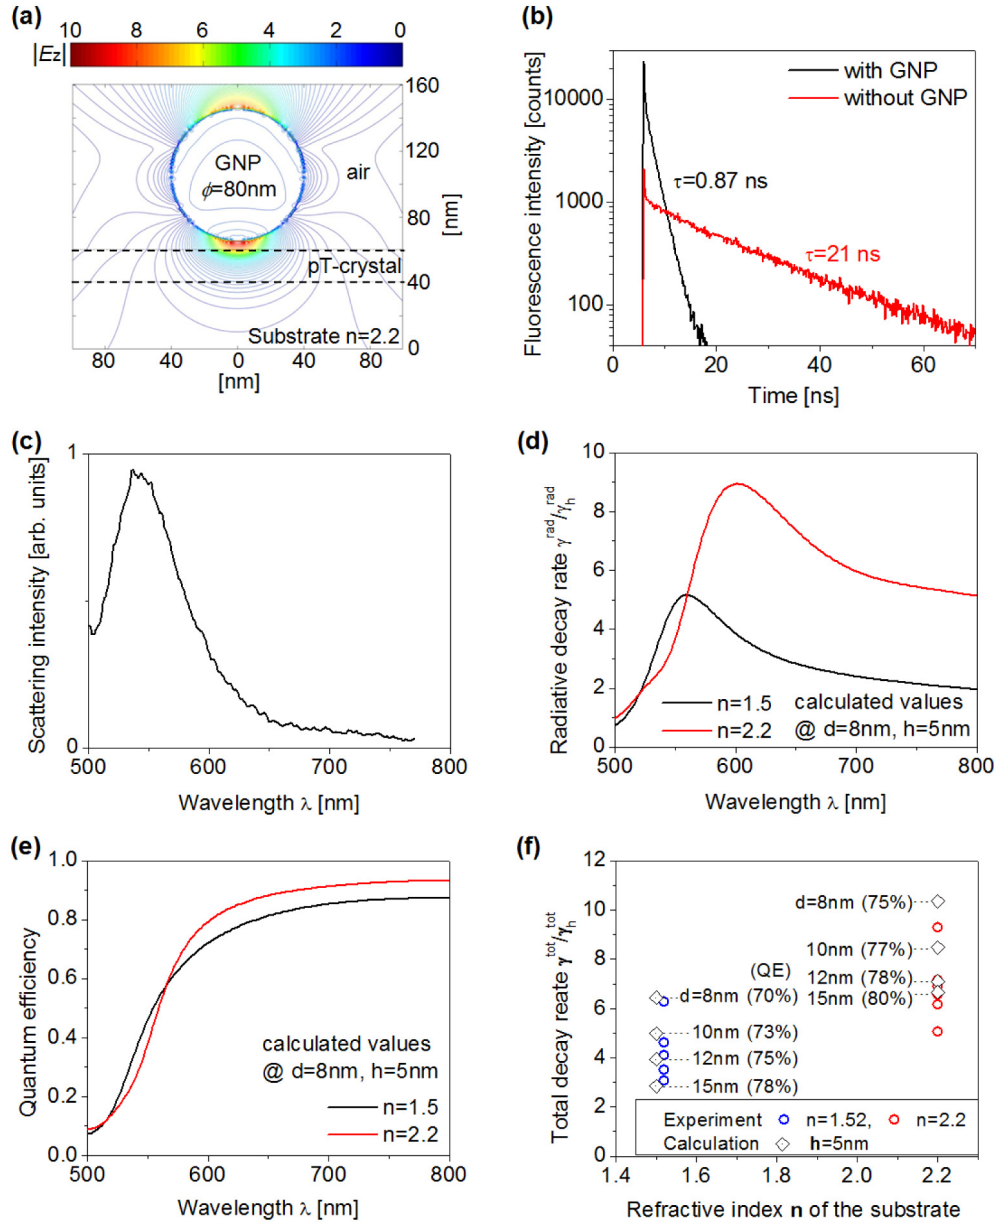 (a)
10 8 6 4 2 0
|Ez|
160
120
80
40
0
[nm]
GNP
ϕ=80nm
air
pT-crystal
Substrate n=2.2
80 40 0 40 80
[nm]
(b)
Fluorescence intensity [counts]
10000
1000
100
with GNP
without GNP
τ=0.87 ns
τ=21 ns
0 20 40 60
Time [ns]
(c)
Scattering intensity [arb. units]
1
0
500 600 700 800
Wavelength λ [nm]
(d)
Radiative decay rate γ^rad/γ_h^rad
10
8
6
4
2
0
n=1.5
n=2.2
calculated values
@ d=8nm, h=5nm
500 600 700 800
Wavelength λ [nm]
(e)
Quantum efficiency
1.0
0.8
0.6
0.4
0.2
0.0
calculated values
@ d=8nm, h=5nm
n=1.5
n=2.2
500 600 700 800
Wavelength λ [nm]
(f)
Total decay reate γ^tot/γ_h^tot
12
10
8
6
4
2
0
d=8nm (75%)
10nm (77%)
12nm (78%)
15nm (80%)
(QE)
d=8nm (70%)
10nm (73%)
12nm (75%)
15nm (78%)
Experiment n=1.52, n=2.2
Calculation h=5nm
1.4 1.6 1.8 2.0 2.2
Refractive index n of the substrate